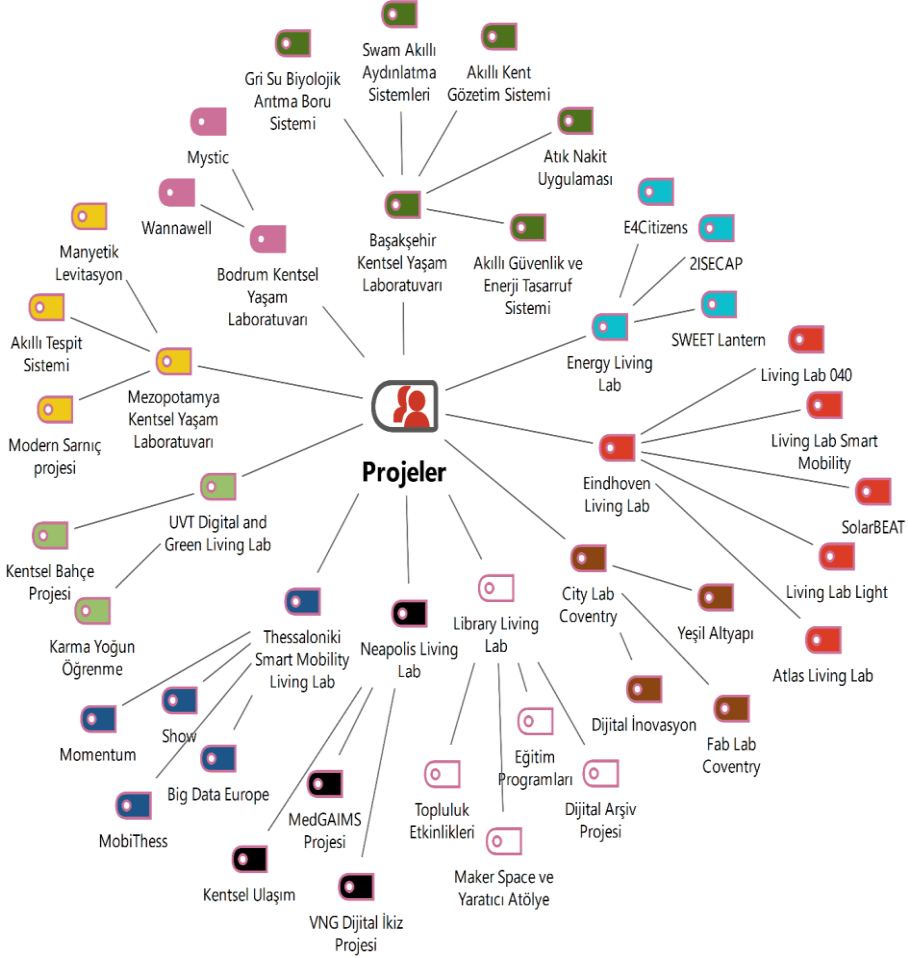 Swam Akıllı
Aydınlatma
Sistemleri
Akıllı Kent
Gözetim Sistemi
Gri Su Biyolojik
Arıtma Boru
Sistemi
Atık Nakit
Uygulaması
Mystic
Wannawell
Bodrum Kentsel
Yaşam
Laboratuvarı
Başakşehir
Kentsel Yaşam
Laboratuvarı
Akıllı Güvenlik ve
Enerji Tasarruf
Sistemi
E4Citizens
2ISECAP
SWEET Lantern
Energy Living
Lab
Manyetik
Levitasyon
Akıllı Tespit
Sistemi
Modern Sarnıç
projesi
Mezopotamya
Kentsel Yaşam
Laboratuvarı
Projeler
Living Lab 040
Living Lab Smart
Mobility
Eindhoven
Living Lab
SolarBEAT
Living Lab Light
Atlas Living Lab
UVT Digital and
Green Living Lab
Kentsel Bahçe
Projesi
Karma Yoğun
Öğrenme
Thessaloniki
Smart Mobility
Living Lab
Neapolis Living
Lab
Library Living
Lab
City Lab
Coventry
Yeşil Altyapı
Dijital İnovasyon
Fab Lab
Coventry
Momentum
Show
Big Data Europe
MobiThess
MedGAIMS
Projesi
Kentsel Ulaşım
VNG Dijital İkiz
Projesi
Topluluk
Etkinlikleri
Eğitim
Programları
Dijital Arşiv
Projesi
Maker Space ve
Yaratıcı Atölye